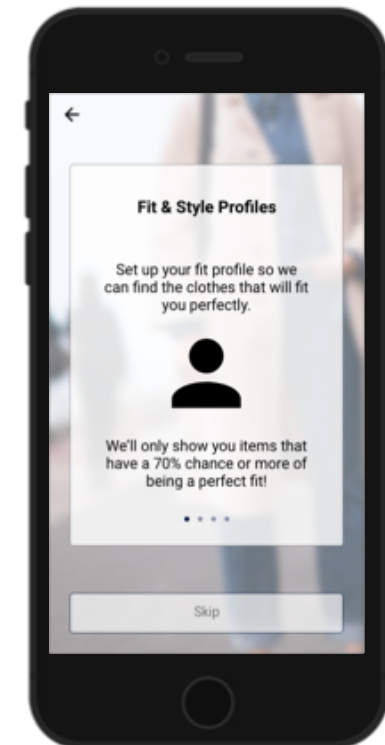 Fit & Style Profiles
Set up your fit profile so we
can find the clothes that will fit
you perfectly.
We'll only show you items that
have a 70% chance or more of
being a perfect fit!
Skip